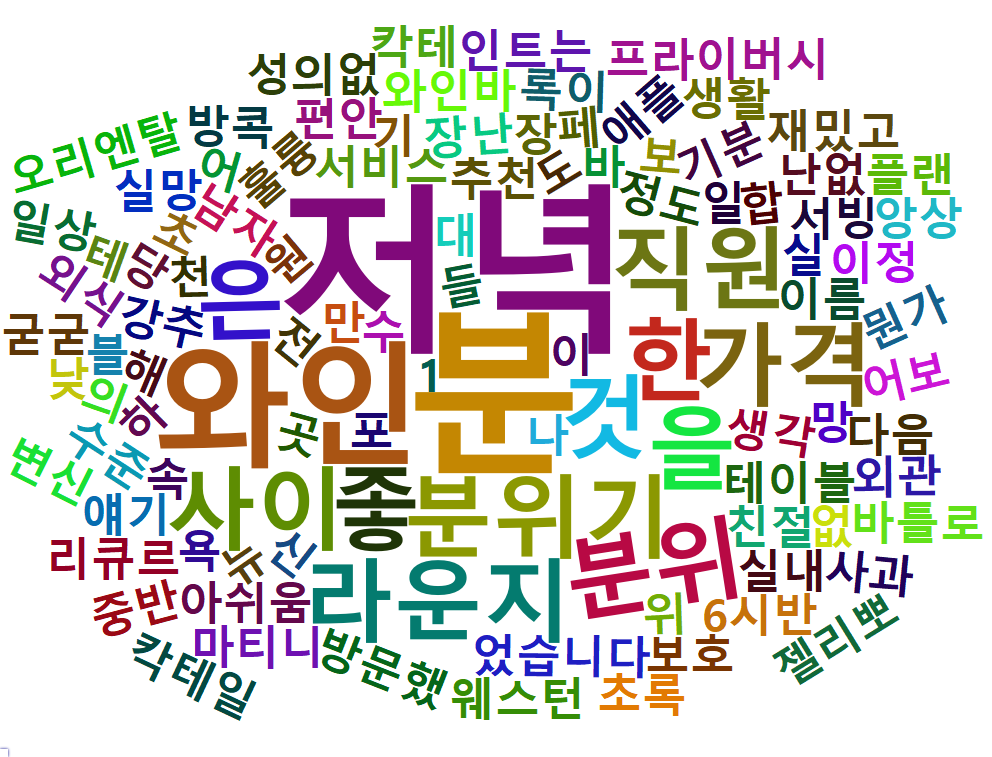 칵테
인트는
프라이버시
성의없
와인바
록이
애플
생활
방콕
편안
기
장난
장
페
재밌고
오리엔탈
어
훌륭
서비스
추천
도
바
보
기분
난없
플랜
실망
남자
정도
일
합
서빙
앙상
일상
초
저녁
대
직원
실
이정
테
당
천
은
퀸
들
이름
뭔가
외식
강추
전
만
수
이
한
가격
굳굳
블
해
와인
분
1
것
어보
낮
의
하
곳
포
나
을
생각
망
다음
수준
변신
속
사이
좋
분위기
테이블
외관
얘기
친절
없
바틀로
리큐르
욕
누
신
라운지
분위
실내
사과
중반
아쉬움
위
6시반
젤리뽀
칵테일
마티니
방문했
었습니다
보호
웨스턴
초록